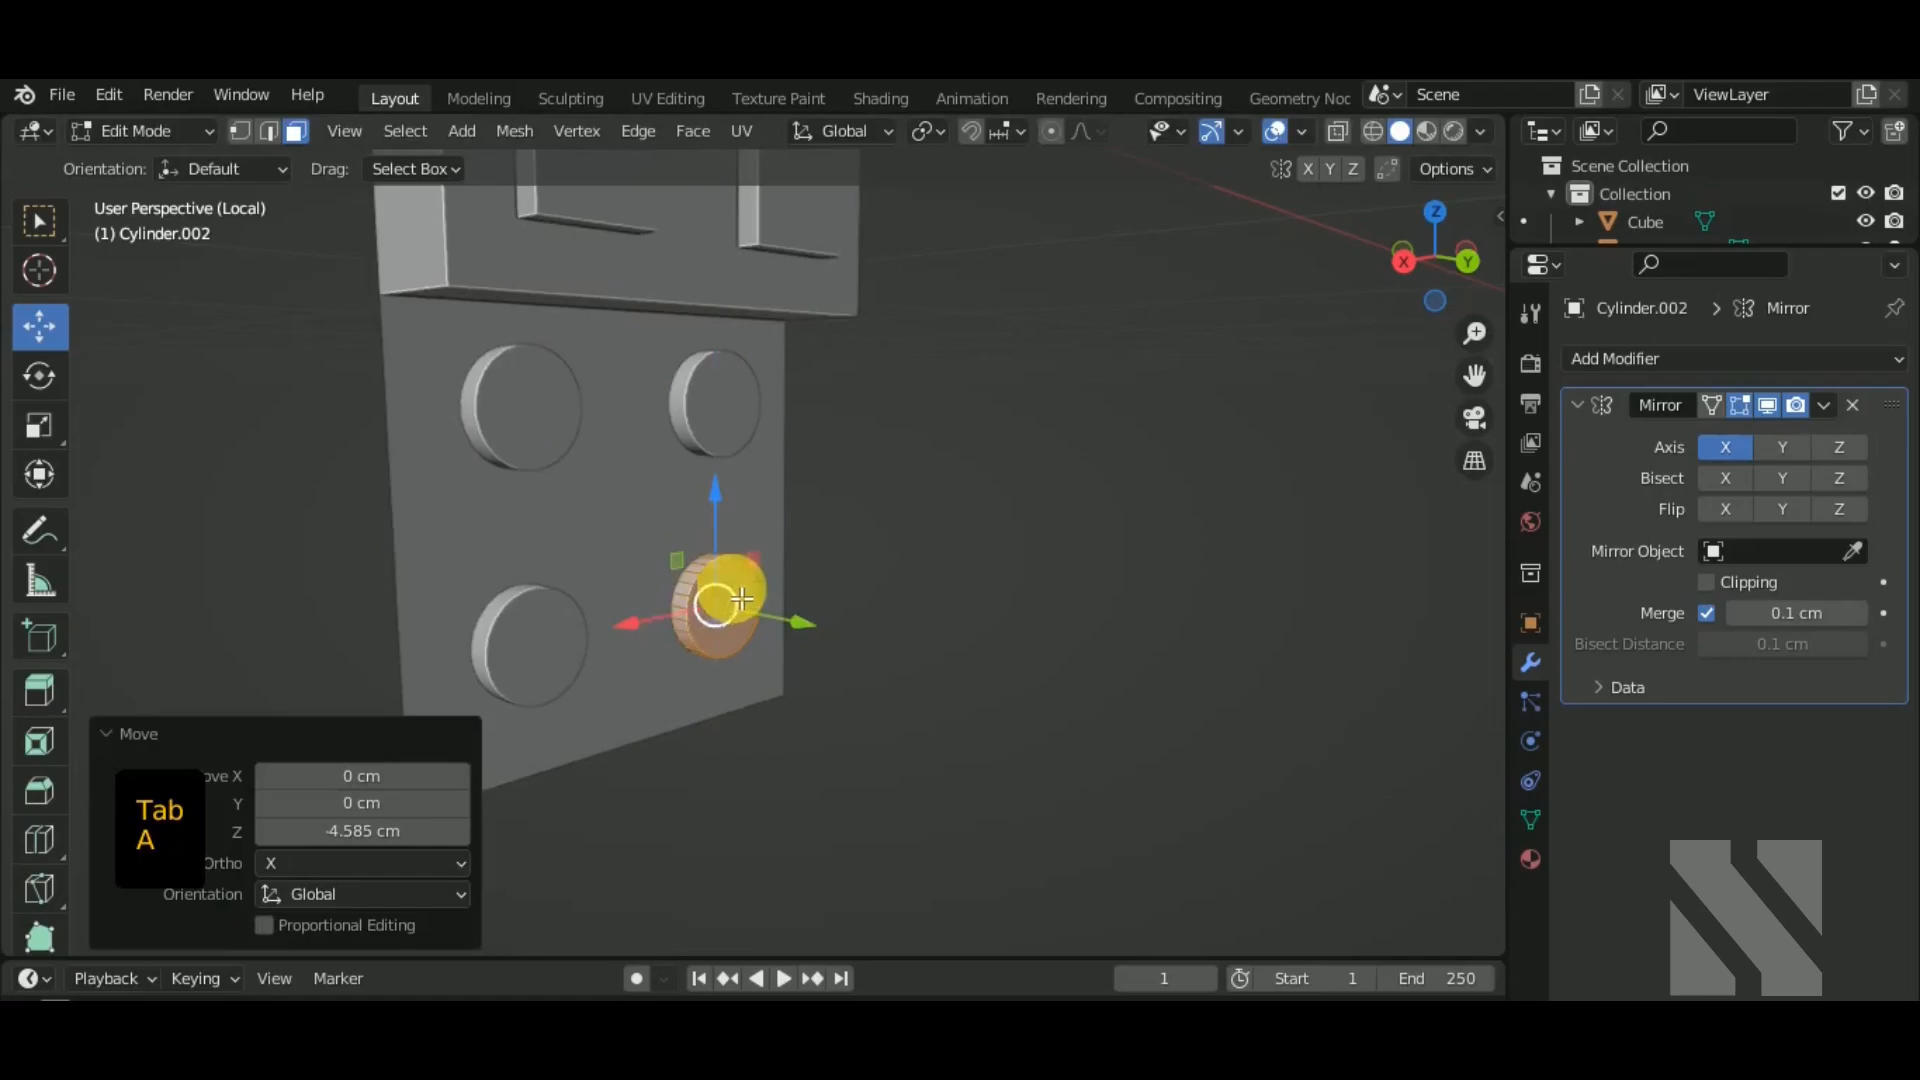 File Edit Render Window Help Layout Modeling Sculpting UV Editing Texture Paint Shading Animation Rendering Compositing Geometry Noc Scene ViewLayer
Edit Mode View Select Add Mesh Vertex Edge Face UV Global
Orientation: Default Drag: Select Box X Y Z Options
Scene Collection
Collection
Cube
User Perspective (Local)
(1) Cylinder.002
Z
X
Y
Cylinder.002 > Mirror
Add Modifier
Mirror
Axis X Y Z
Bisect X Y Z
Flip X Y Z
Mirror Object
Clipping
Merge 0.1 cm
Bisect Distance 0.1 cm
Data
Move
ove X 0 cm
Y 0 cm
Z -4.585 cm
Ortho X
Orientation Global
Proportional Editing
Tab
A
Playback Keying View Marker 1 Start 1 End 250